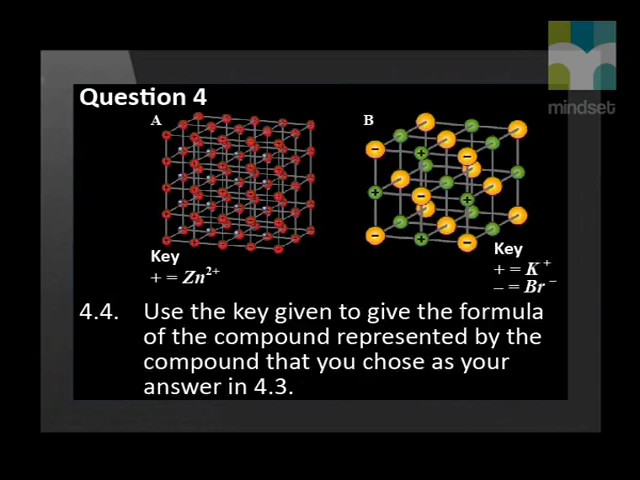 mindset
Question 4
A
B
Key
+ = Zn²⁺
Key
+ = K⁺
– = Br⁻
4.4. Use the key given to give the formula
of the compound represented by the
compound that you chose as your
answer in 4.3.